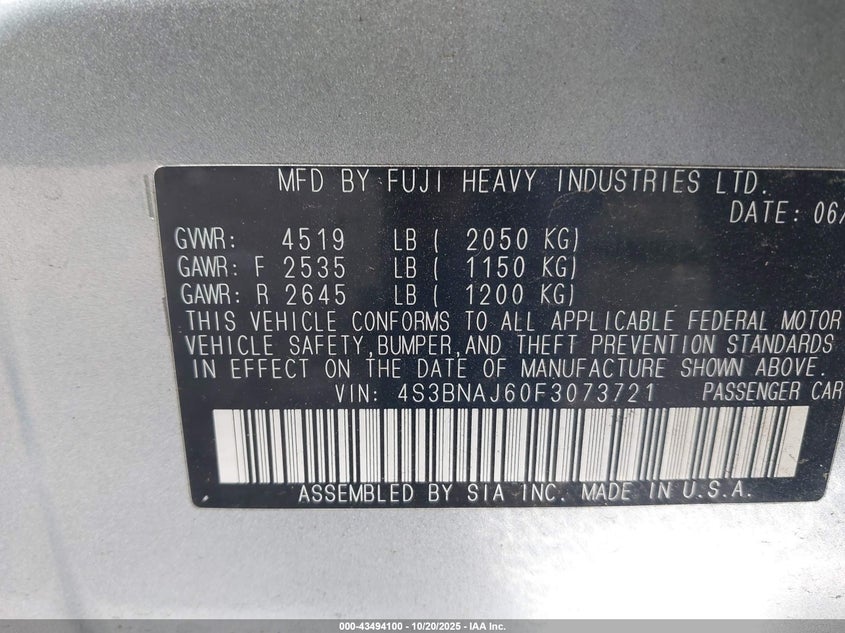 MFD BY FUJI HEAVY INDUSTRIES LTD.
DATE: 06/
GVWR: 4519 LB ( 2050 KG)
GAWR: F 2535 LB ( 1150 KG)
GAWR: R 2645 LB ( 1200 KG)
THIS VEHICLE CONFORMS TO ALL APPLICABLE FEDERAL MOTOR
VEHICLE SAFETY,BUMPER,AND THEFT PREVENTION STANDARDS
IN EFFECT ON THE DATE OF MANUFACTURE SHOWN ABOVE.
VIN: 4S3BNAJ60F3073721 PASSENGER CAR
ASSEMBLED BY SIA INC. MADE IN U.S.A.
000-43494100 - 10/20/2025 - IAA Inc.